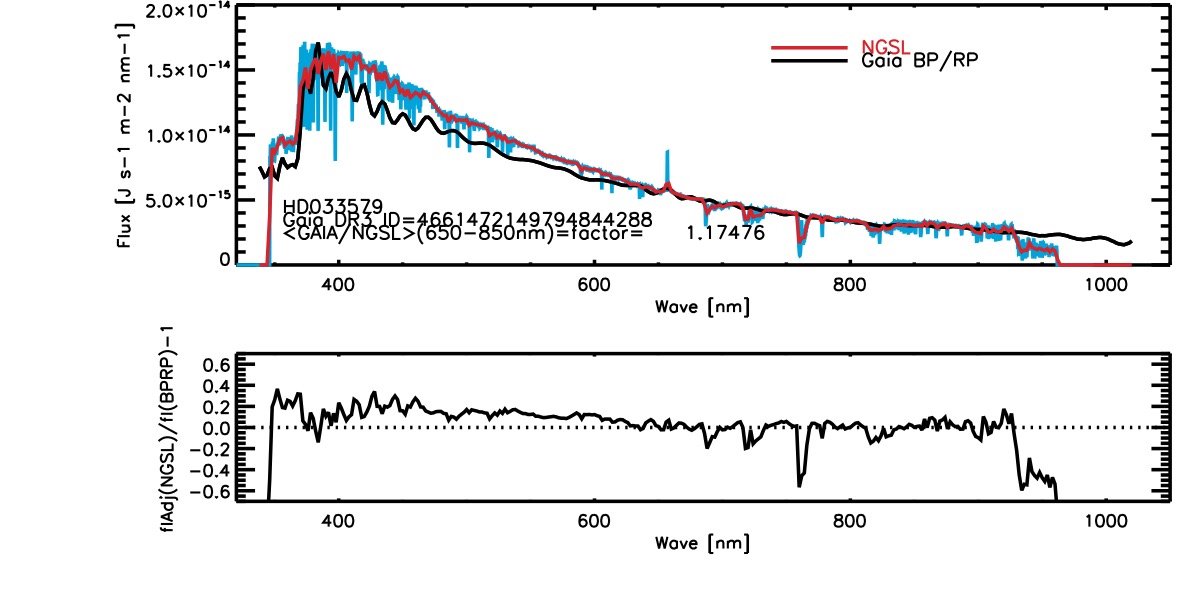 2.0×10⁻¹⁴
1.5×10⁻¹⁴
1.0×10⁻¹⁴
5.0×10⁻¹⁵
0
Flux [J s−1 m−2 nm−1]
NGSL
Gaia BP/RP
HD033579
Gaia DR3 ID=4661472149794844288
<GAIA/NGSL>(650−850nm)=factor= 1.17476
400 600 800 1000
Wave [nm]
flAdj(NGSL)/fl(BPRP)−1
0.6
0.4
0.2
0.0
−0.2
−0.4
−0.6
400 600 800 1000
Wave [nm]